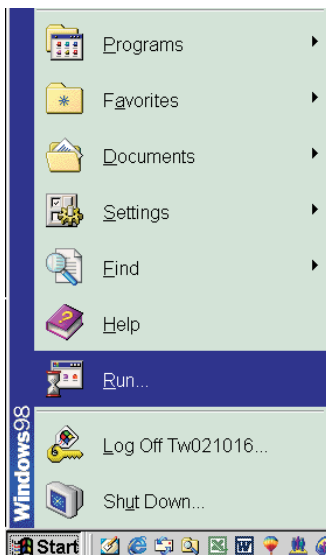 Programs
Favorites
Documents
Settings
Find
Help
Run...
Log Off Tw021016...
Shut Down...
Windows98
Start